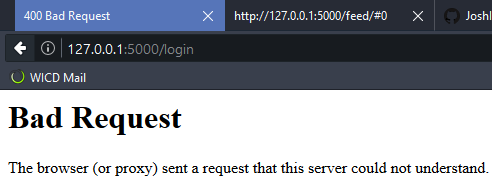 400 Bad Request
http://127.0.0.1:5000/feed/#0
Joshl
127.0.0.1:5000/login
WICD Mail
Bad Request
The browser (or proxy) sent a request that this server could not understand.